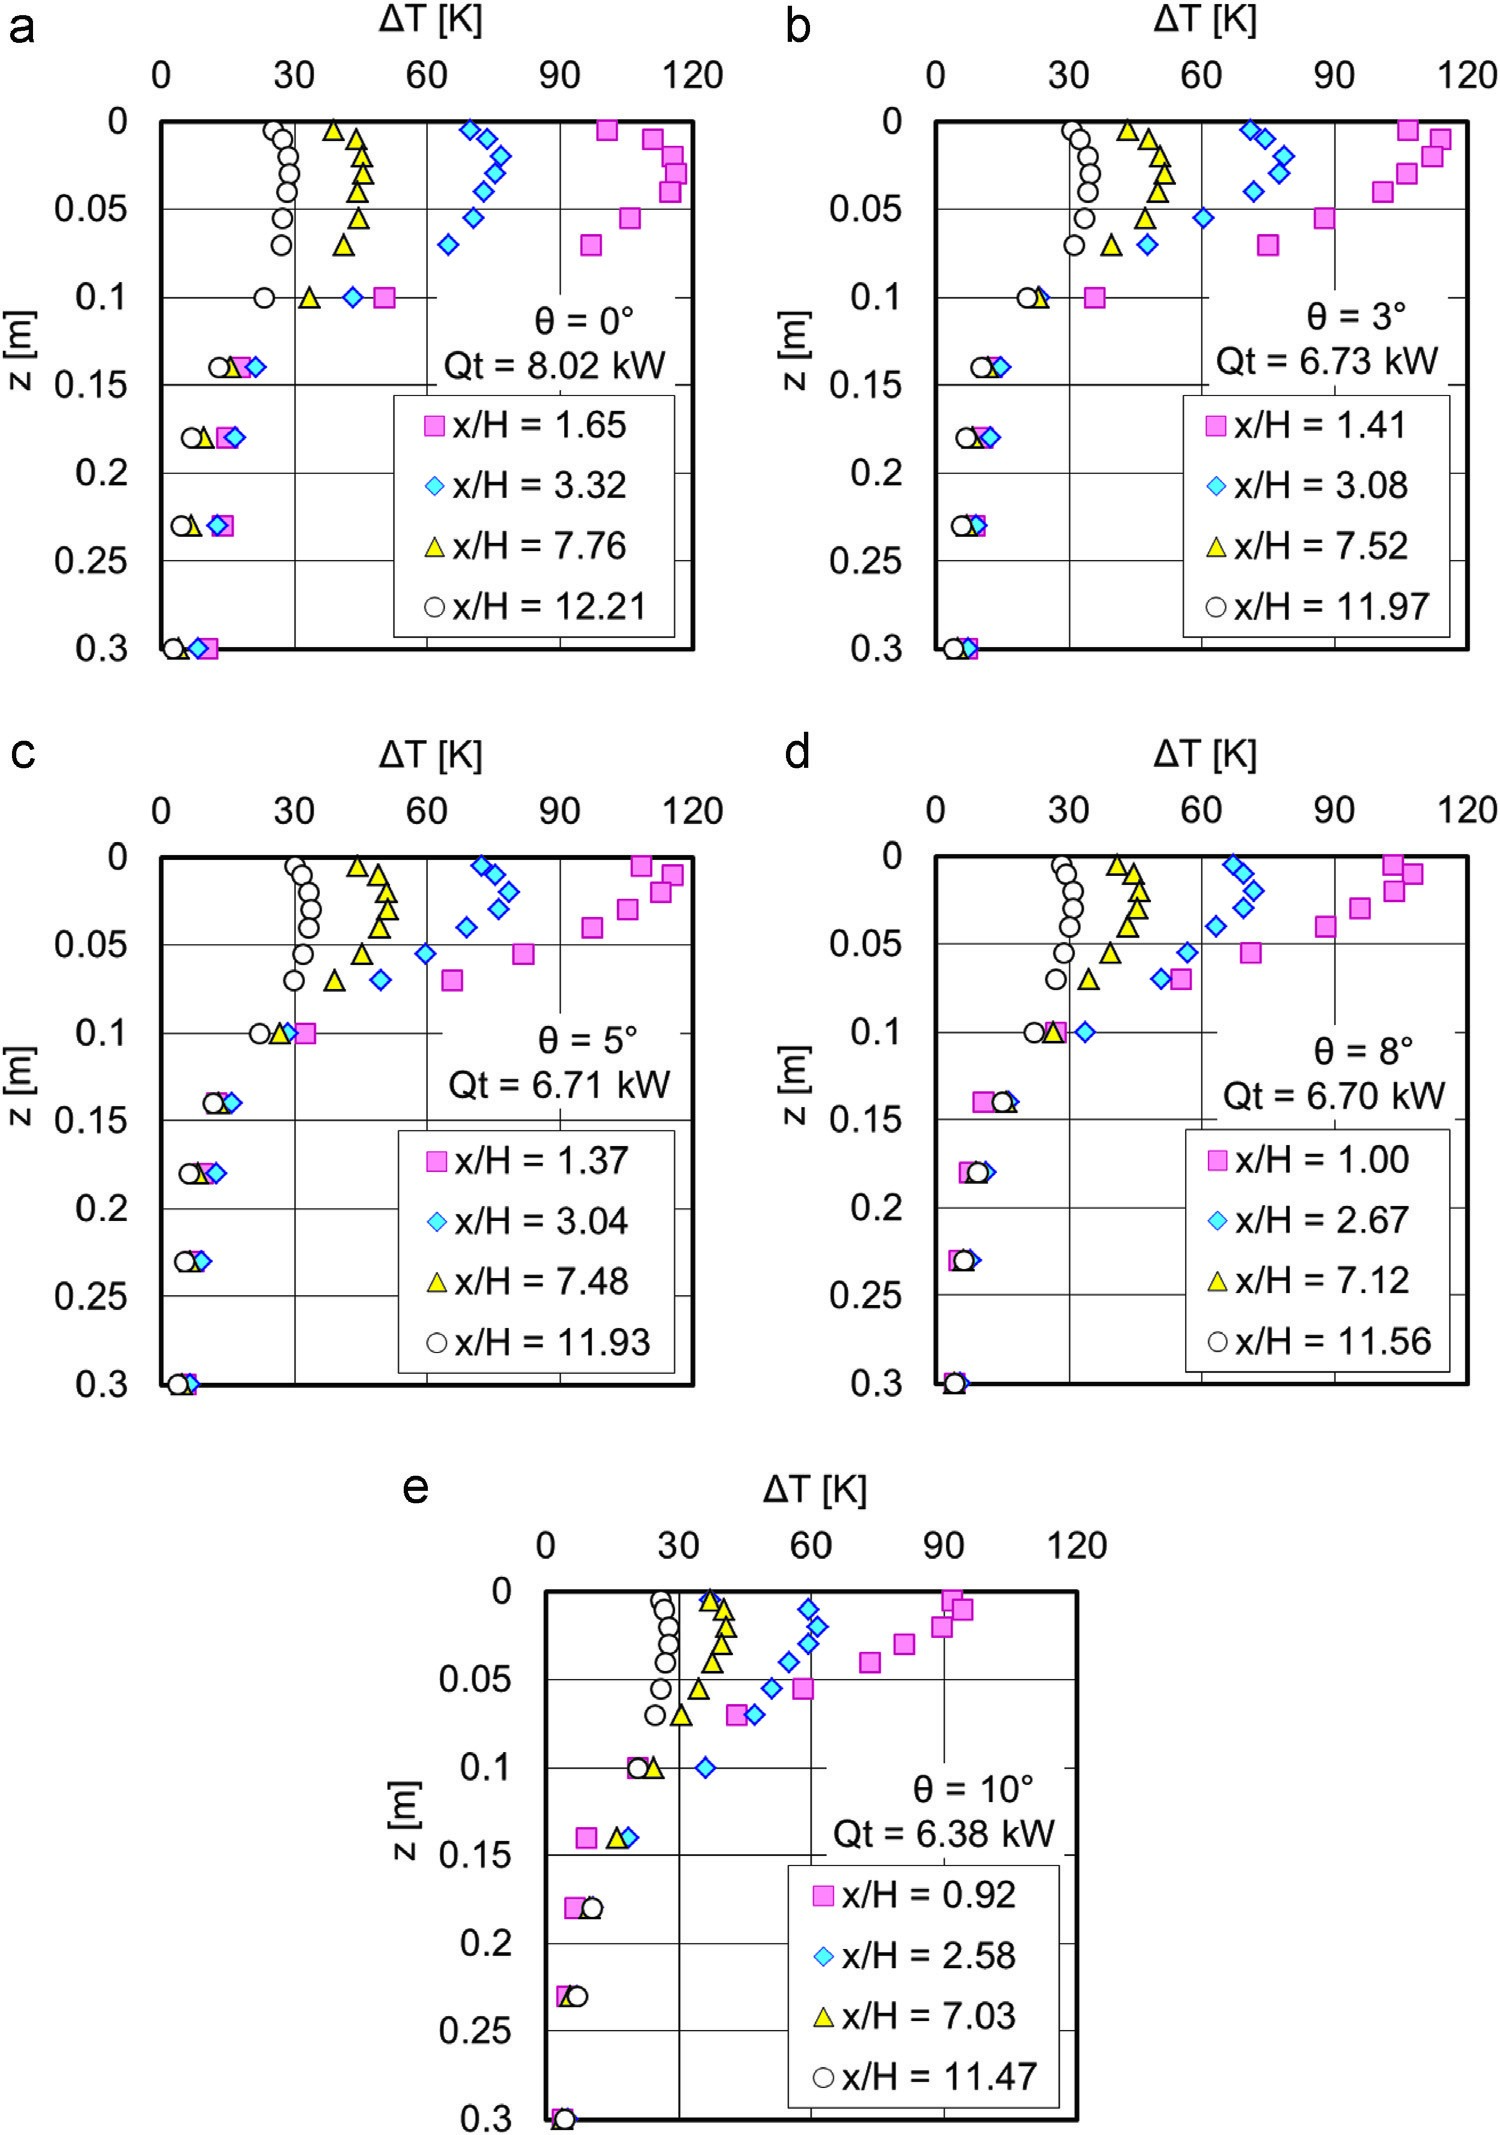 a
ΔT [K]
0 30 60 90 120
0
0.05
0.1
0.15
0.2
0.25
0.3
z [m]
θ = 0°
Qt = 8.02 kW
x/H = 1.65
x/H = 3.32
x/H = 7.76
x/H = 12.21
b
ΔT [K]
0 30 60 90 120
0
0.05
0.1
0.15
0.2
0.25
0.3
z [m]
θ = 3°
Qt = 6.73 kW
x/H = 1.41
x/H = 3.08
x/H = 7.52
x/H = 11.97
c
ΔT [K]
0 30 60 90 120
0
0.05
0.1
0.15
0.2
0.25
0.3
z [m]
θ = 5°
Qt = 6.71 kW
x/H = 1.37
x/H = 3.04
x/H = 7.48
x/H = 11.93
d
ΔT [K]
0 30 60 90 120
0
0.05
0.1
0.15
0.2
0.25
0.3
z [m]
θ = 8°
Qt = 6.70 kW
x/H = 1.00
x/H = 2.67
x/H = 7.12
x/H = 11.56
e
ΔT [K]
0 30 60 90 120
0
0.05
0.1
0.15
0.2
0.25
0.3
z [m]
θ = 10°
Qt = 6.38 kW
x/H = 0.92
x/H = 2.58
x/H = 7.03
x/H = 11.47